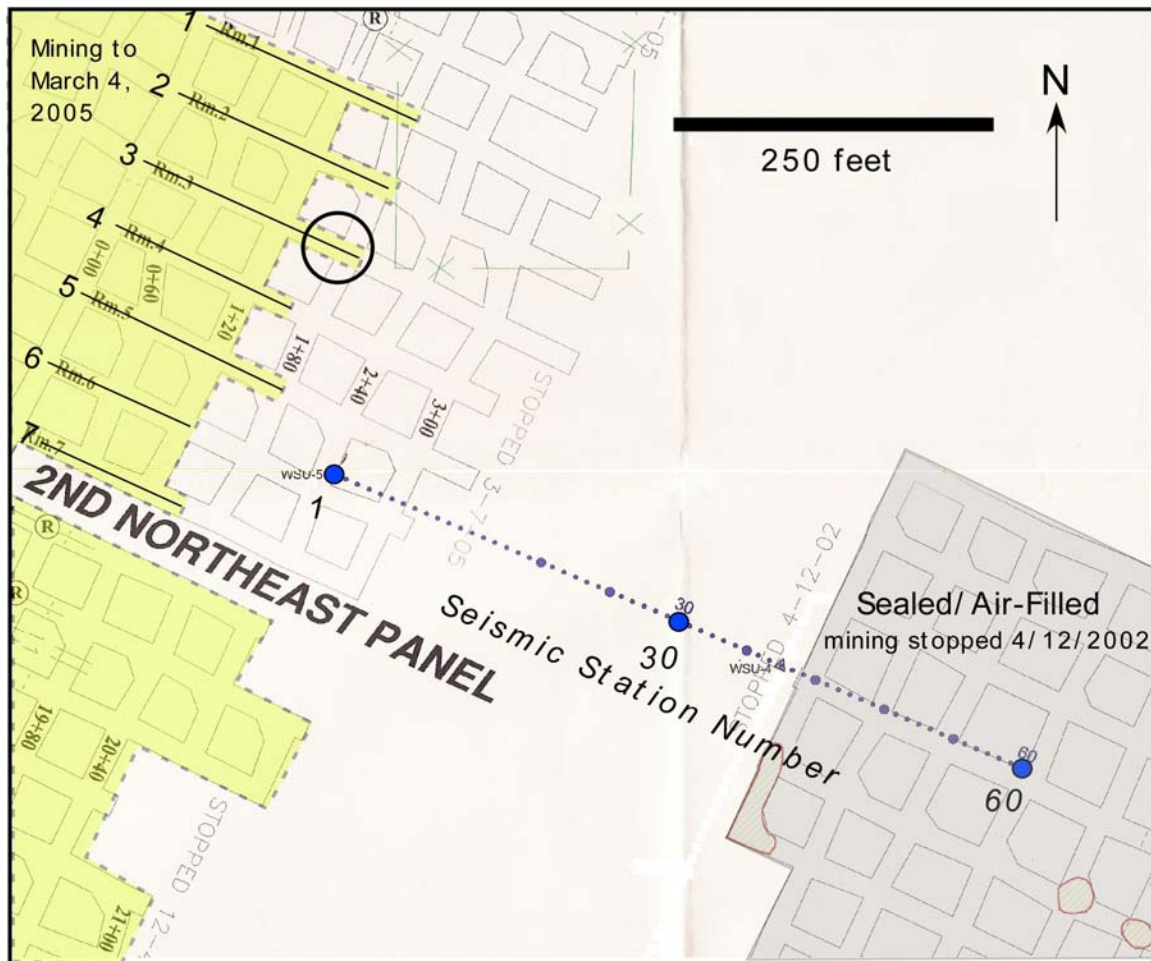 Mining to
March 4,
2005
1
Rm.1
R
05
2
Rm.2
3
Rm.3
4
Rm.4
5
Rm.5
6
Rm.6
7
Rm.7
0+00
0+60
1+20
1+80
2+40
3+00
250 feet
N
STOPPED 3-7-05
WSU-5
1
2ND NORTHEAST PANEL
R
R
Seismic Station Number
30
30
WSU-4
STOPPED 4-12-02
Sealed/ Air-Filled
mining stopped 4/12/2002
60
60
19+80
20+40
21+00
STOPPED 12-